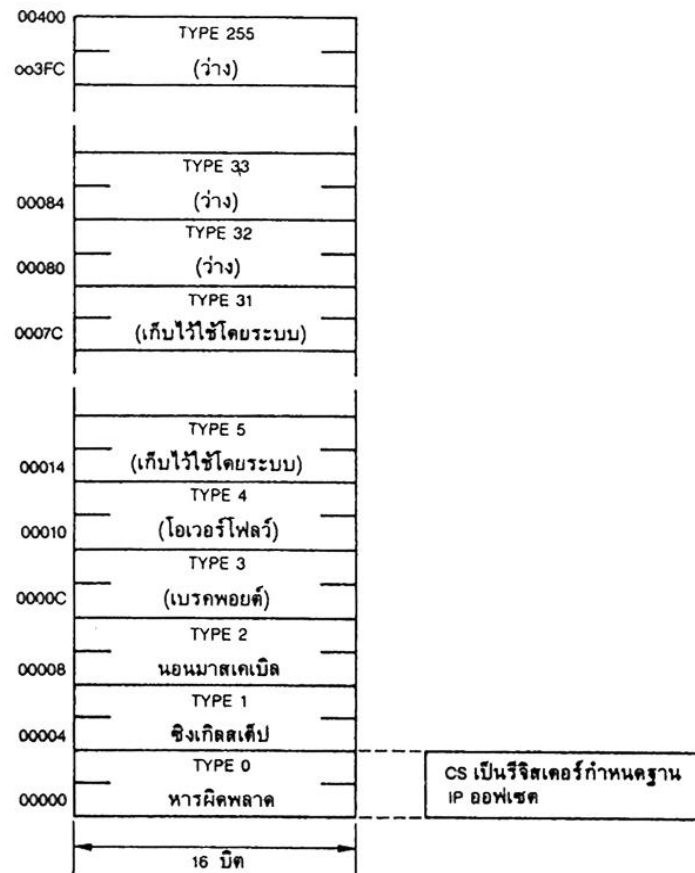 00400
TYPE 255
oo3FC
(ว่าง)
TYPE 33
00084
(ว่าง)
TYPE 32
00080
(ว่าง)
TYPE 31
0007C
(เก็บไว้ใช้โดยระบบ)
TYPE 5
00014
(เก็บไว้ใช้โดยระบบ)
TYPE 4
00010
(โอเวอร์โฟลว์)
TYPE 3
0000C
(เบรคพอยต์)
TYPE 2
00008
นอนมาสเคเบิล
TYPE 1
00004
ซิงเกิลสเต็ป
TYPE 0
00000
หารผิดพลาด
CS เป็นรีจิสเตอร์กำหนดฐาน
IP ออฟเซต
16 บิต